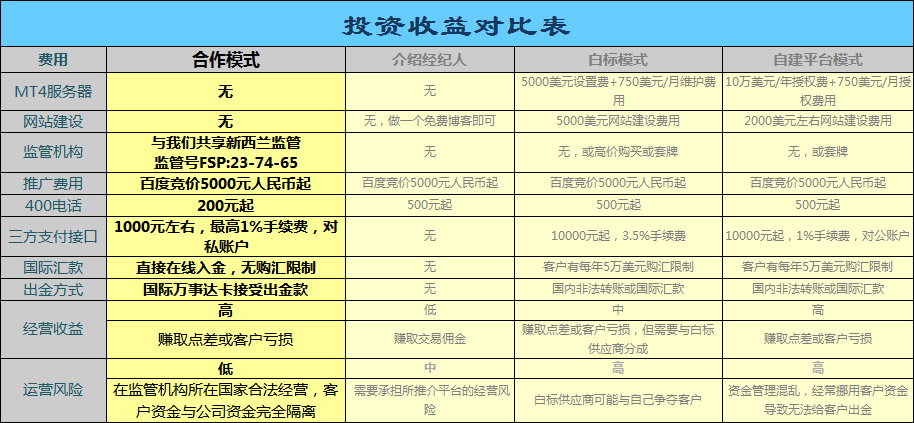 投资收益对比表
费用 合作模式 介绍经纪人 白标模式 自建平台模式
MT4服务器 无 无 5000美元设置费+750美元/月维护费用 10万美元/年授权费+750美元/月授权费用
网站建设 无 无，做一个免费博客即可 5000美元网站建设费用 2000美元左右网站建设费用
监管机构 与我们共享新西兰监管 监管号FSP:23-74-65 无 无，或高价购买或套牌 无，或套牌
推广费用 百度竞价5000元人民币起 百度竞价5000元人民币起 百度竞价5000元人民币起 百度竞价5000元人民币起
400电话 200元起 500元起 500元起 500元起
三方支付接口 1000元左右，最高1%手续费，对私账户 无 10000元起，3.5%手续费 10000元起，1%手续费，对公账户
国际汇款 直接在线入金，无购汇限制 无 客户有每年5万美元购汇限制 客户有每年5万美元购汇限制
出金方式 国际万事达卡接受出金款 无 国内非法转账或国际汇款 国内非法转账或国际汇款
经营收益 高 低 中 高
赚取点差或客户亏损 赚取交易佣金 赚取点差或客户亏损，但需要与白标供应商分成 赚取点差或客户亏损
运营风险 低 中 高 高
在监管机构所在国家合法经营，客户资金与公司资金完全隔离 需要承担所推介平台的经营风险 白标供应商可能与自己争夺客户 资金管理混乱，经常挪用客户资金导致无法给客户出金